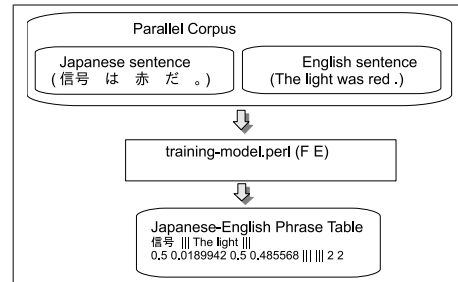 Parallel Corpus
Japanese sentence
(信号 は 赤 だ 。)
English sentence
(The light was red .)
training-model.perl (F E)
Japanese-English Phrase Table
信号 ||| The light |||
0.5 0.0189942 0.5 0.485568 ||| ||| 2 2